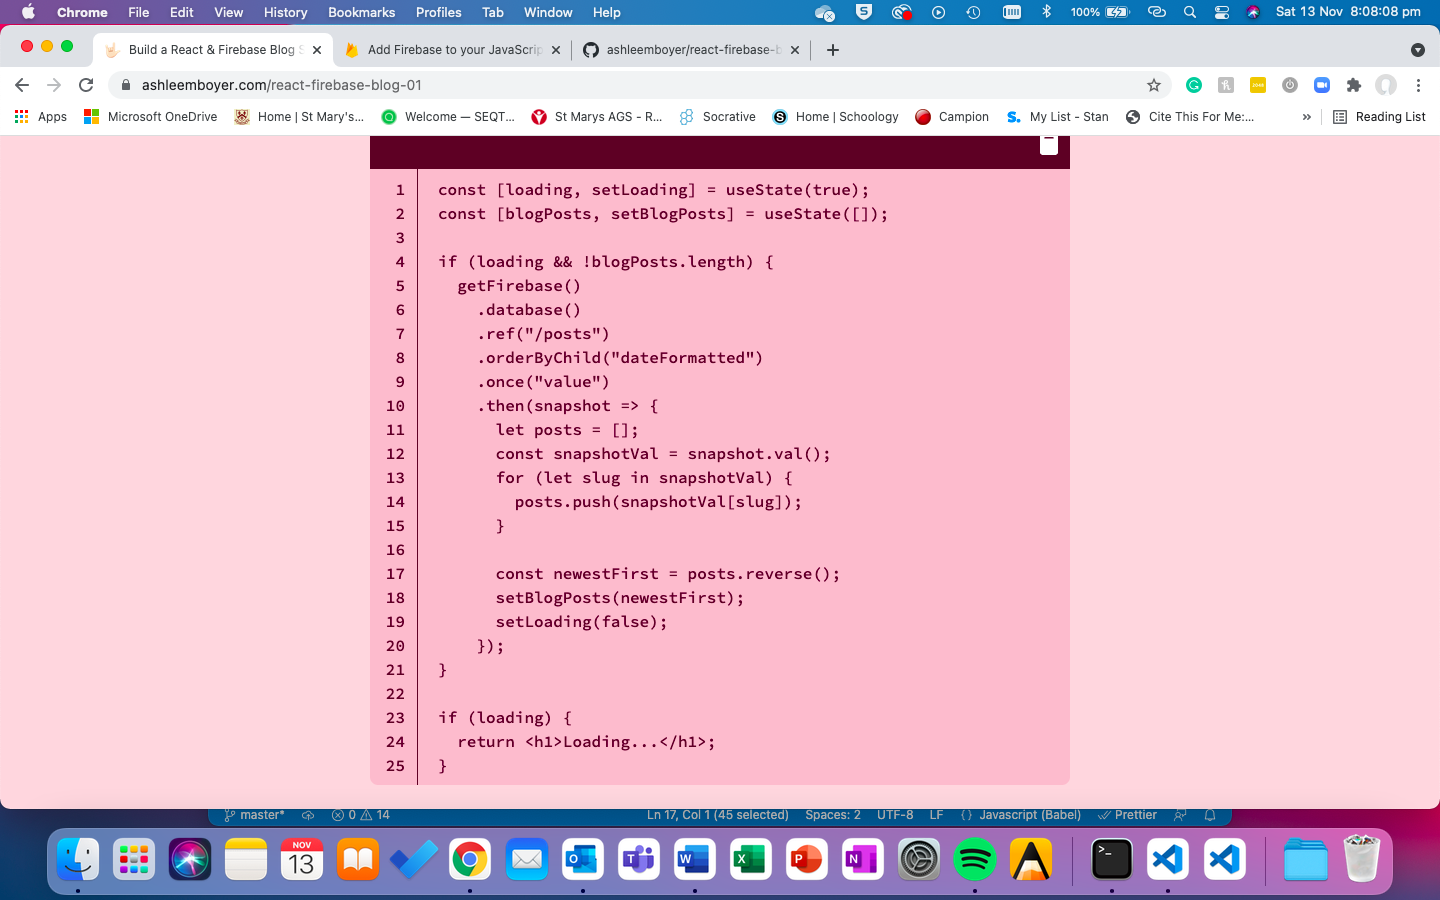 Chrome File Edit View History Bookmarks Profiles Tab Window Help 100% Sat 13 Nov 8:08:08 pm
Build a React & Firebase Blog S Add Firebase to your JavaScrip ashleemboyer/react-firebase-b
ashleemboyer.com/react-firebase-blog-01
Apps Microsoft OneDrive Home | St Mary's... Welcome — SEQT... St Marys AGS - R... Socrative Home | Schoology Campion My List - Stan Cite This For Me:... » Reading List
1 const [loading, setLoading] = useState(true);
2 const [blogPosts, setBlogPosts] = useState([]);
3
4 if (loading && !blogPosts.length) {
5 getFirebase()
6 .database()
7 .ref("/posts")
8 .orderByChild("dateFormatted")
9 .once("value")
10 .then(snapshot => {
11 let posts = [];
12 const snapshotVal = snapshot.val();
13 for (let slug in snapshotVal) {
14 posts.push(snapshotVal[slug]);
15 }
16
17 const newestFirst = posts.reverse();
18 setBlogPosts(newestFirst);
19 setLoading(false);
20 });
21 }
22
23 if (loading) {
24 return <h1>Loading...</h1>;
25 }
master* 0 14 Ln 17, Col 1 (45 selected) Spaces: 2 UTF-8 LF {} Javascript (Babel) Prettier
NOV
13